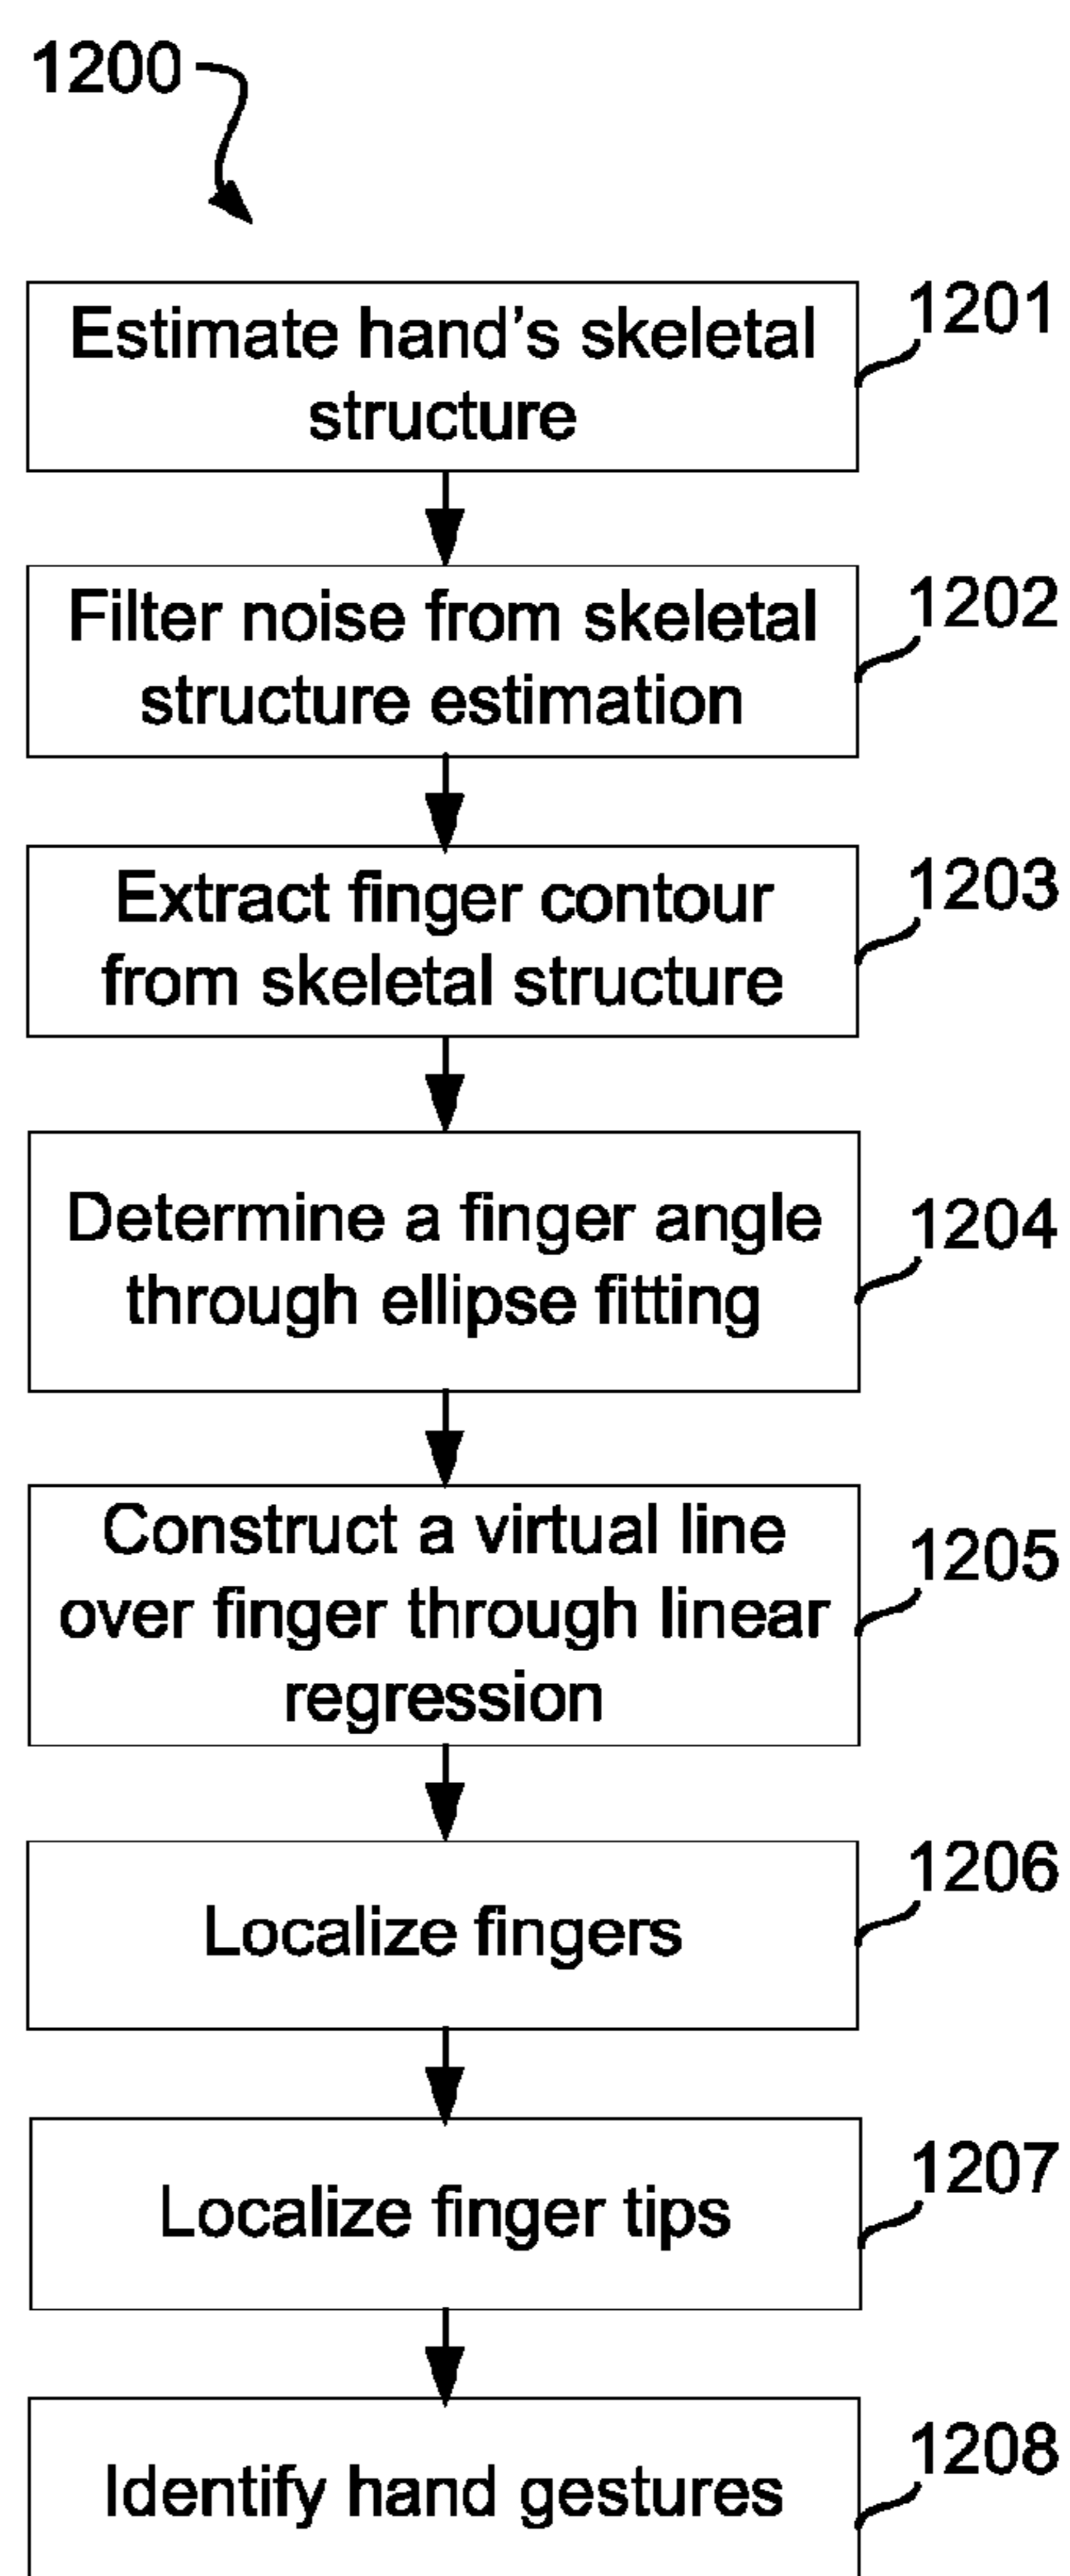 1200
Estimate hand's skeletal
structure
1201
Filter noise from skeletal
structure estimation
1202
Extract finger contour
from skeletal structure
1203
Determine a finger angle
through ellipse fitting
1204
Construct a virtual line
over finger through linear
regression
1205
Localize fingers
1206
Localize finger tips
1207
Identify hand gestures
1208